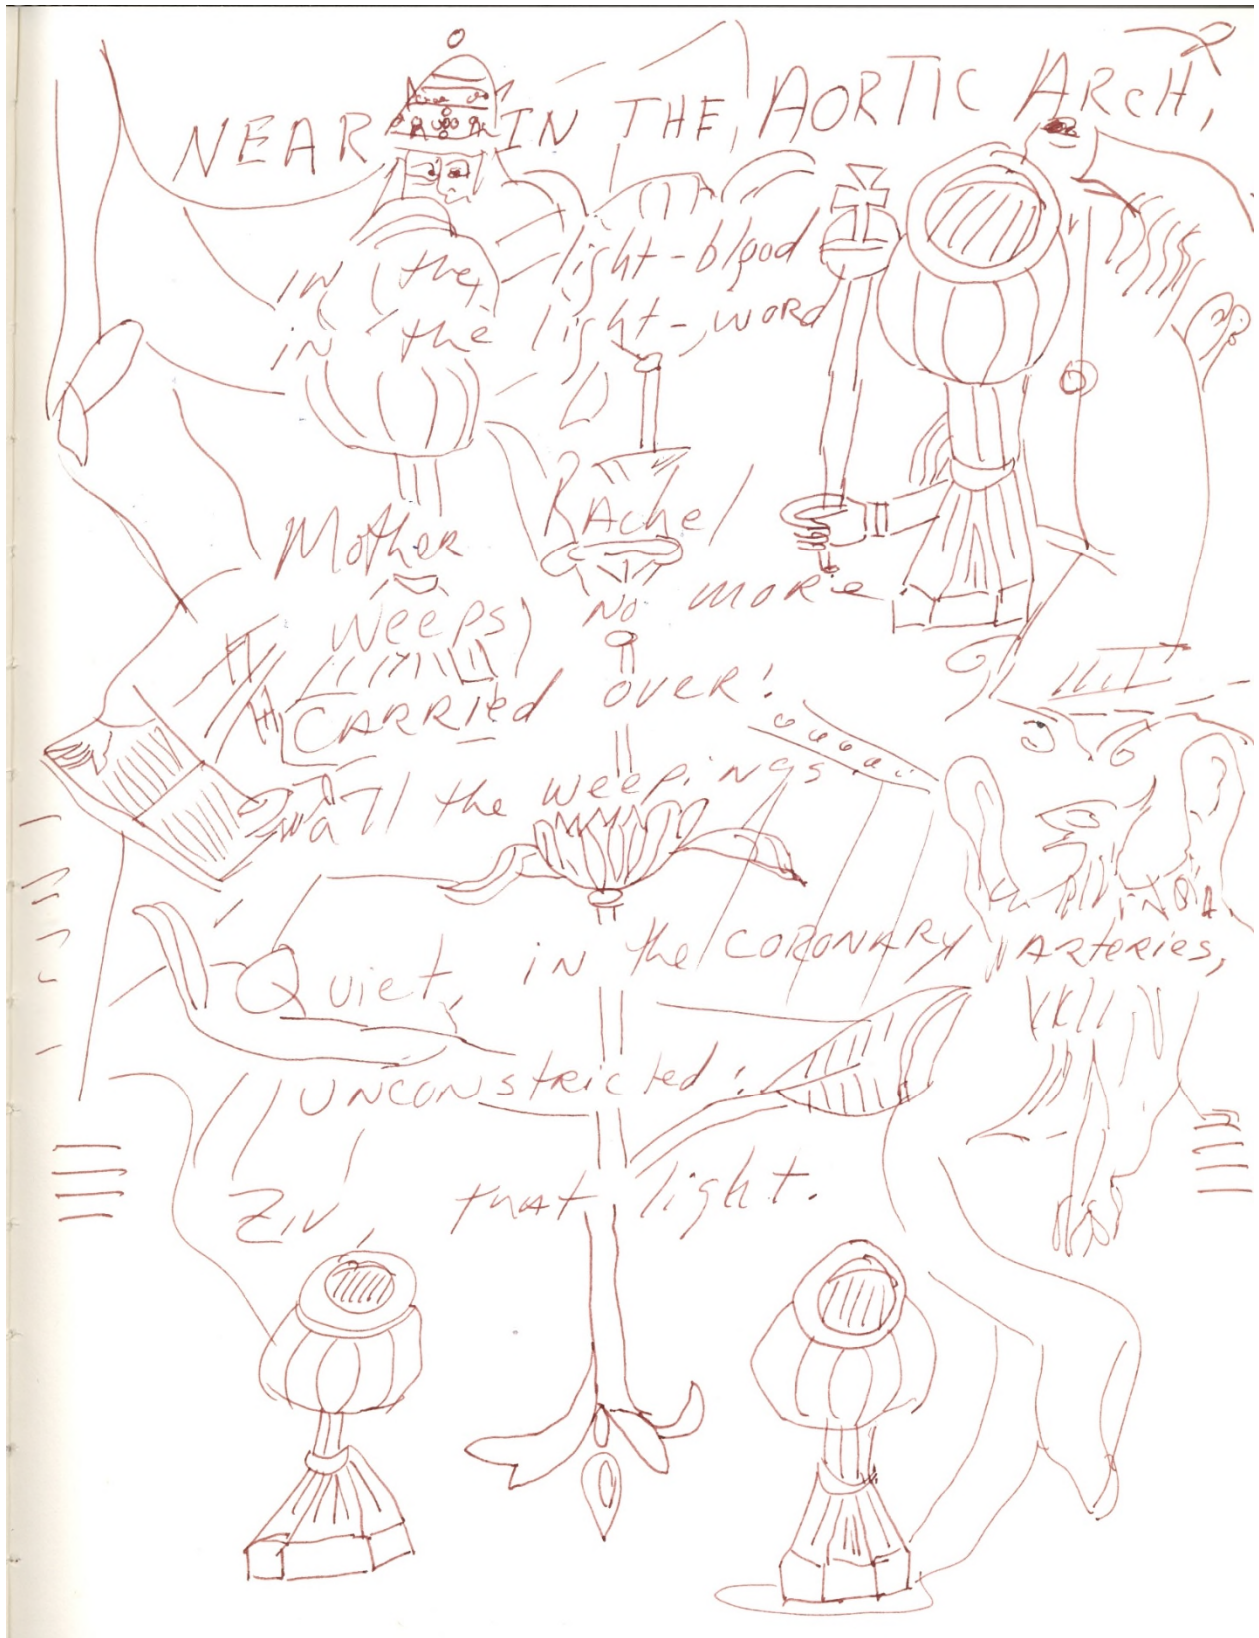 NEAR IN THE AORTIC ARCH,
in the light-blood
in the light-word
Mother Rachel
weeps no more
CARRIED over:
all the weepings
Quiet, in the CORONARY ARTERIES,
UNCONSTRICTED:
Ziv, that light.